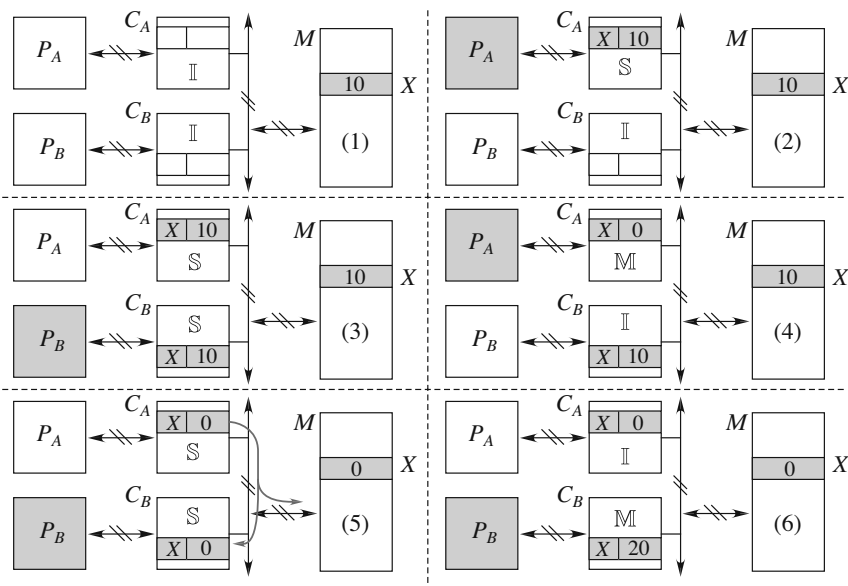 C_A M
P_A 𝕀 10 X
C_B
P_B 𝕀 (1)
C_A M
P_A X 10 𝕊 10 X
C_B
P_B 𝕀 (2)
C_A M
P_A X 10 𝕊 10 X
C_B
P_B 𝕊 X 10 (3)
C_A M
P_A X 0 𝕄 10 X
C_B
P_B 𝕀 X 10 (4)
C_A M
P_A X 0 𝕊 0 X
C_B
P_B 𝕊 X 0 (5)
C_A M
P_A X 0 𝕀 0 X
C_B
P_B 𝕄 X 20 (6)